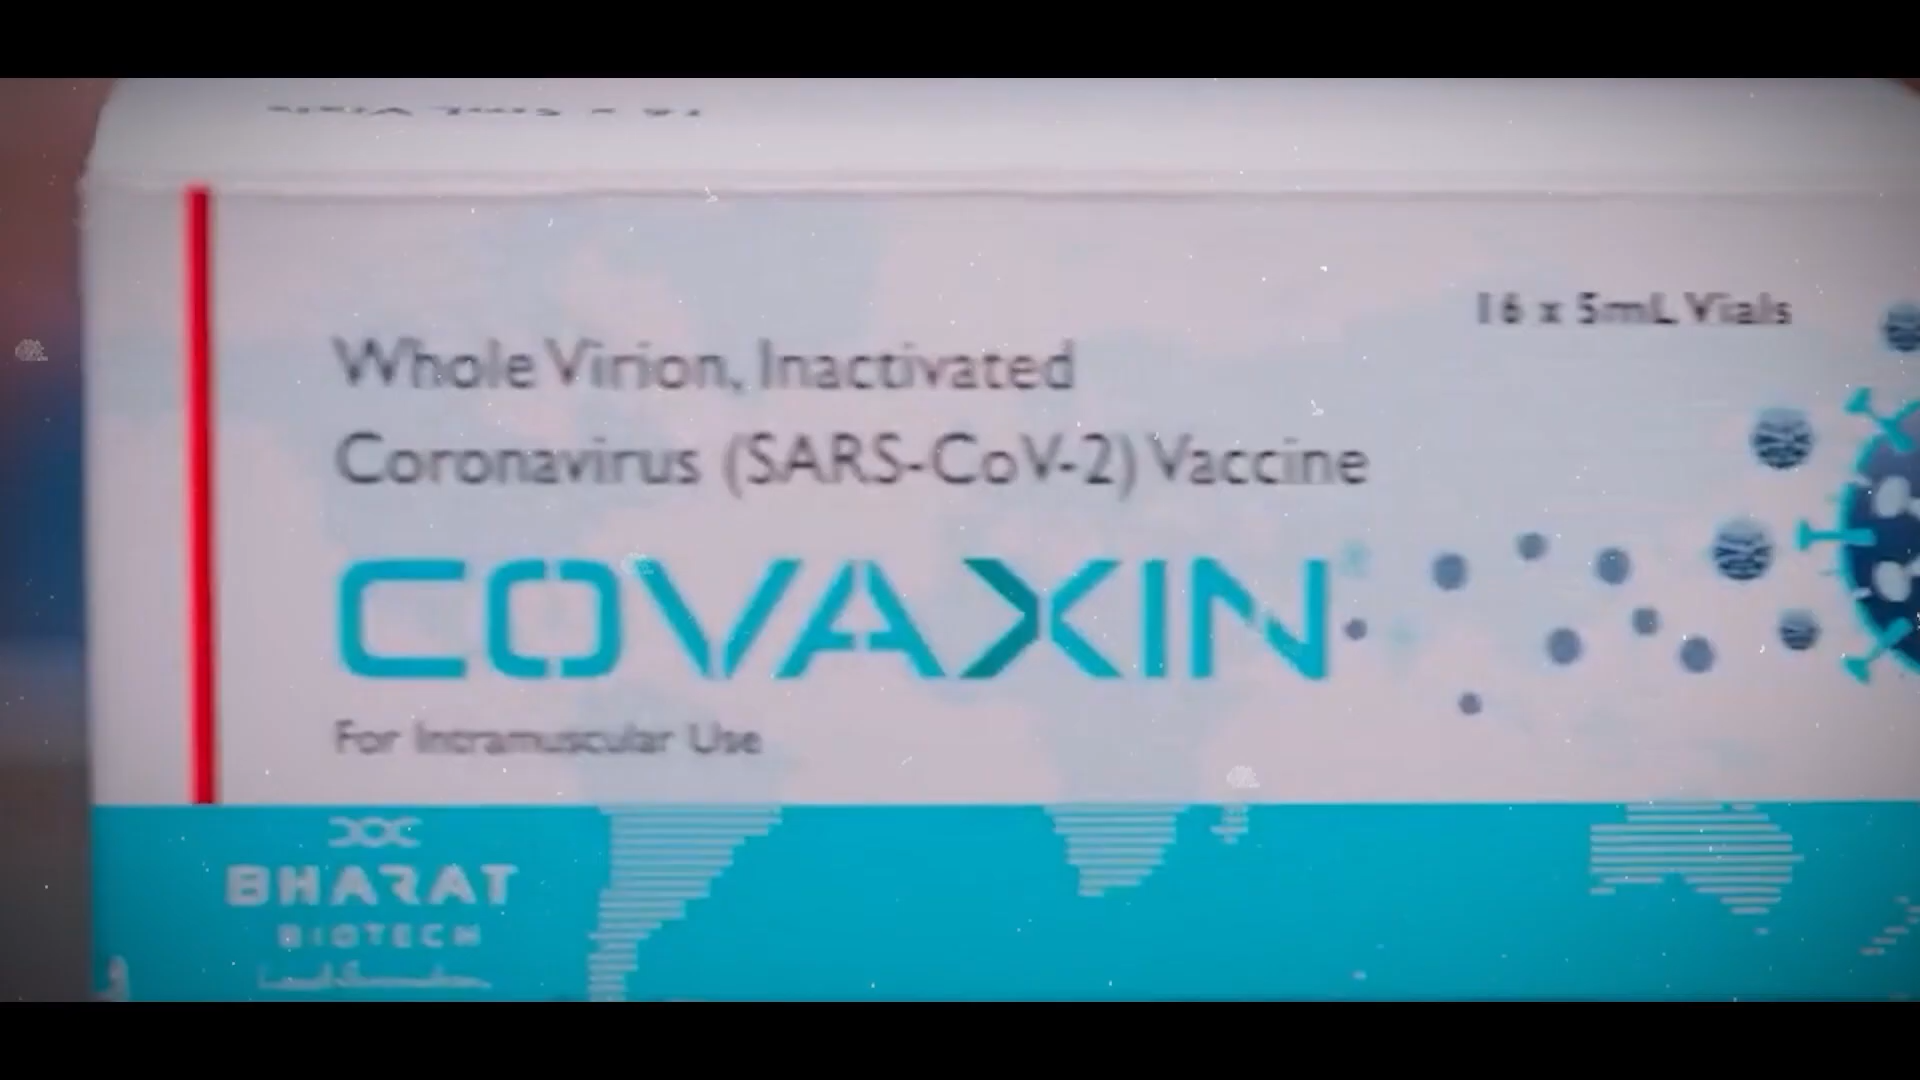 16 x 5mL Vials
Whole Virion, Inactivated
Coronavirus (SARS-CoV-2) Vaccine
COVAXIN
For Intramuscular Use
BHARAT
BIOTECH